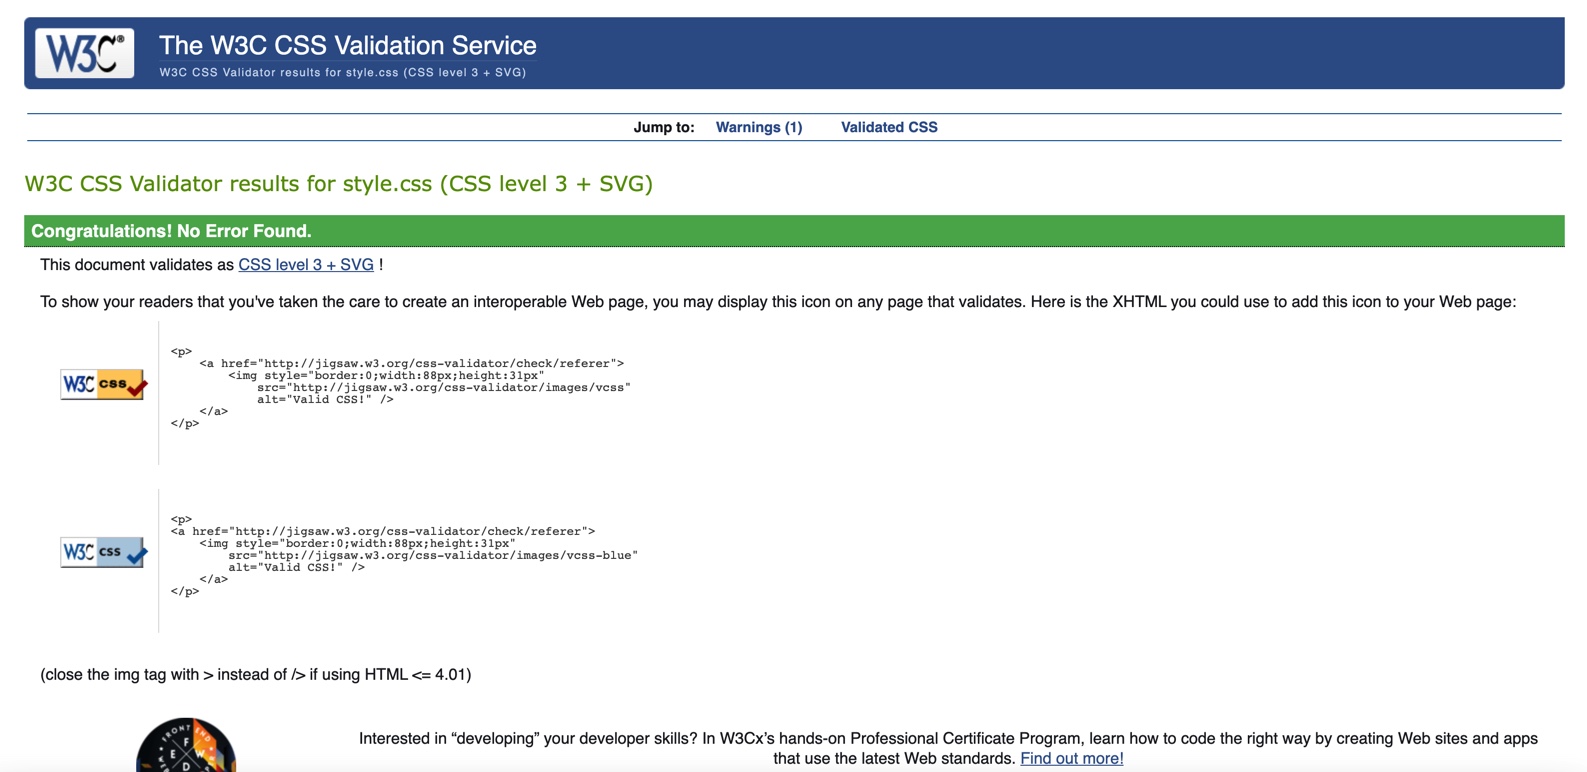 W3C®
The W3C CSS Validation Service
W3C CSS Validator results for style.css (CSS level 3 + SVG)
Jump to: Warnings (1) Validated CSS
W3C CSS Validator results for style.css (CSS level 3 + SVG)
Congratulations! No Error Found.
This document validates as CSS level 3 + SVG !
To show your readers that you've taken the care to create an interoperable Web page, you may display this icon on any page that validates. Here is the XHTML you could use to add this icon to your Web page:
W3C css
<p>
    <a href="http://jigsaw.w3.org/css-validator/check/referer">
        <img style="border:0;width:88px;height:31px"
            src="http://jigsaw.w3.org/css-validator/images/vcss"
            alt="Valid CSS!" />
    </a>
</p>
W3C css
<p>
<a href="http://jigsaw.w3.org/css-validator/check/referer">
    <img style="border:0;width:88px;height:31px"
        src="http://jigsaw.w3.org/css-validator/images/vcss-blue"
        alt="Valid CSS!" />
    </a>
</p>
(close the img tag with > instead of /> if using HTML <= 4.01)
FRONT END
F
E W
D
Interested in “developing” your developer skills? In W3Cx’s hands-on Professional Certificate Program, learn how to code the right way by creating Web sites and apps
that use the latest Web standards. Find out more!